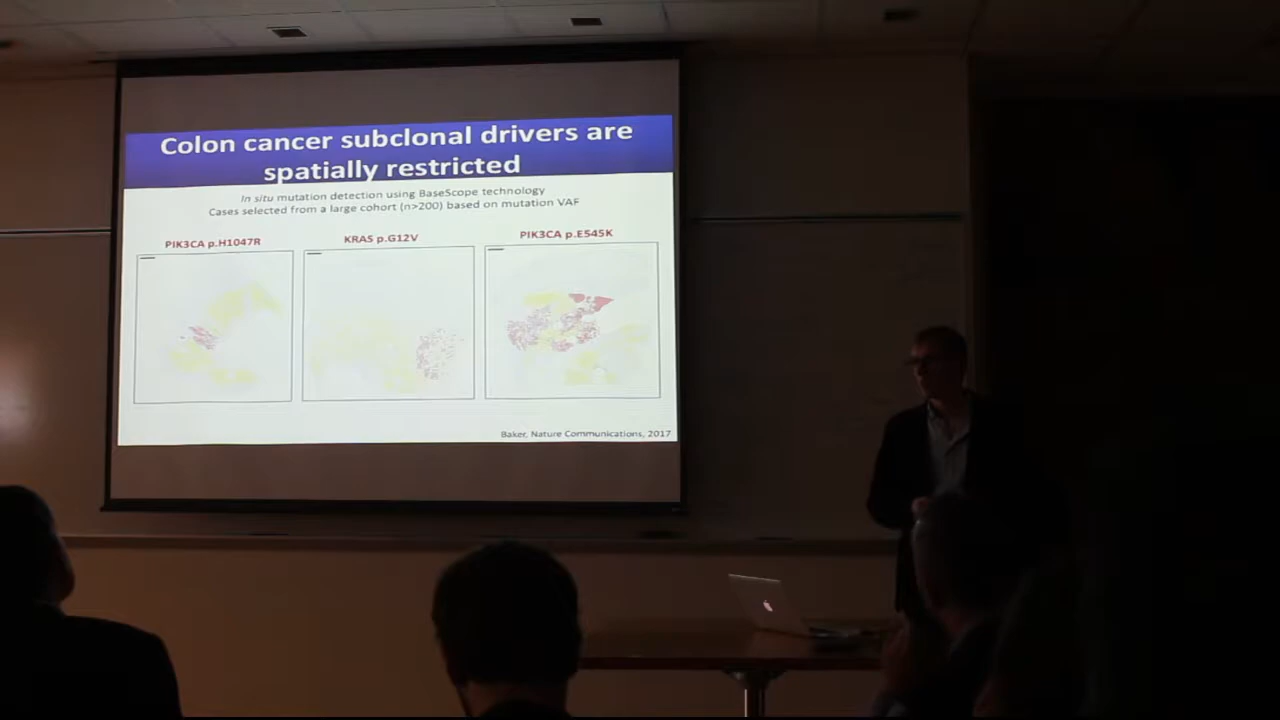 Colon cancer subclonal drivers are
spatially restricted
In situ mutation detection using BaseScope technology
Cases selected from a large cohort (n>200) based on mutation VAF
PIK3CA p.H1047R
KRAS p.G12V
PIK3CA p.E545K
Baker, Nature Communications, 2017